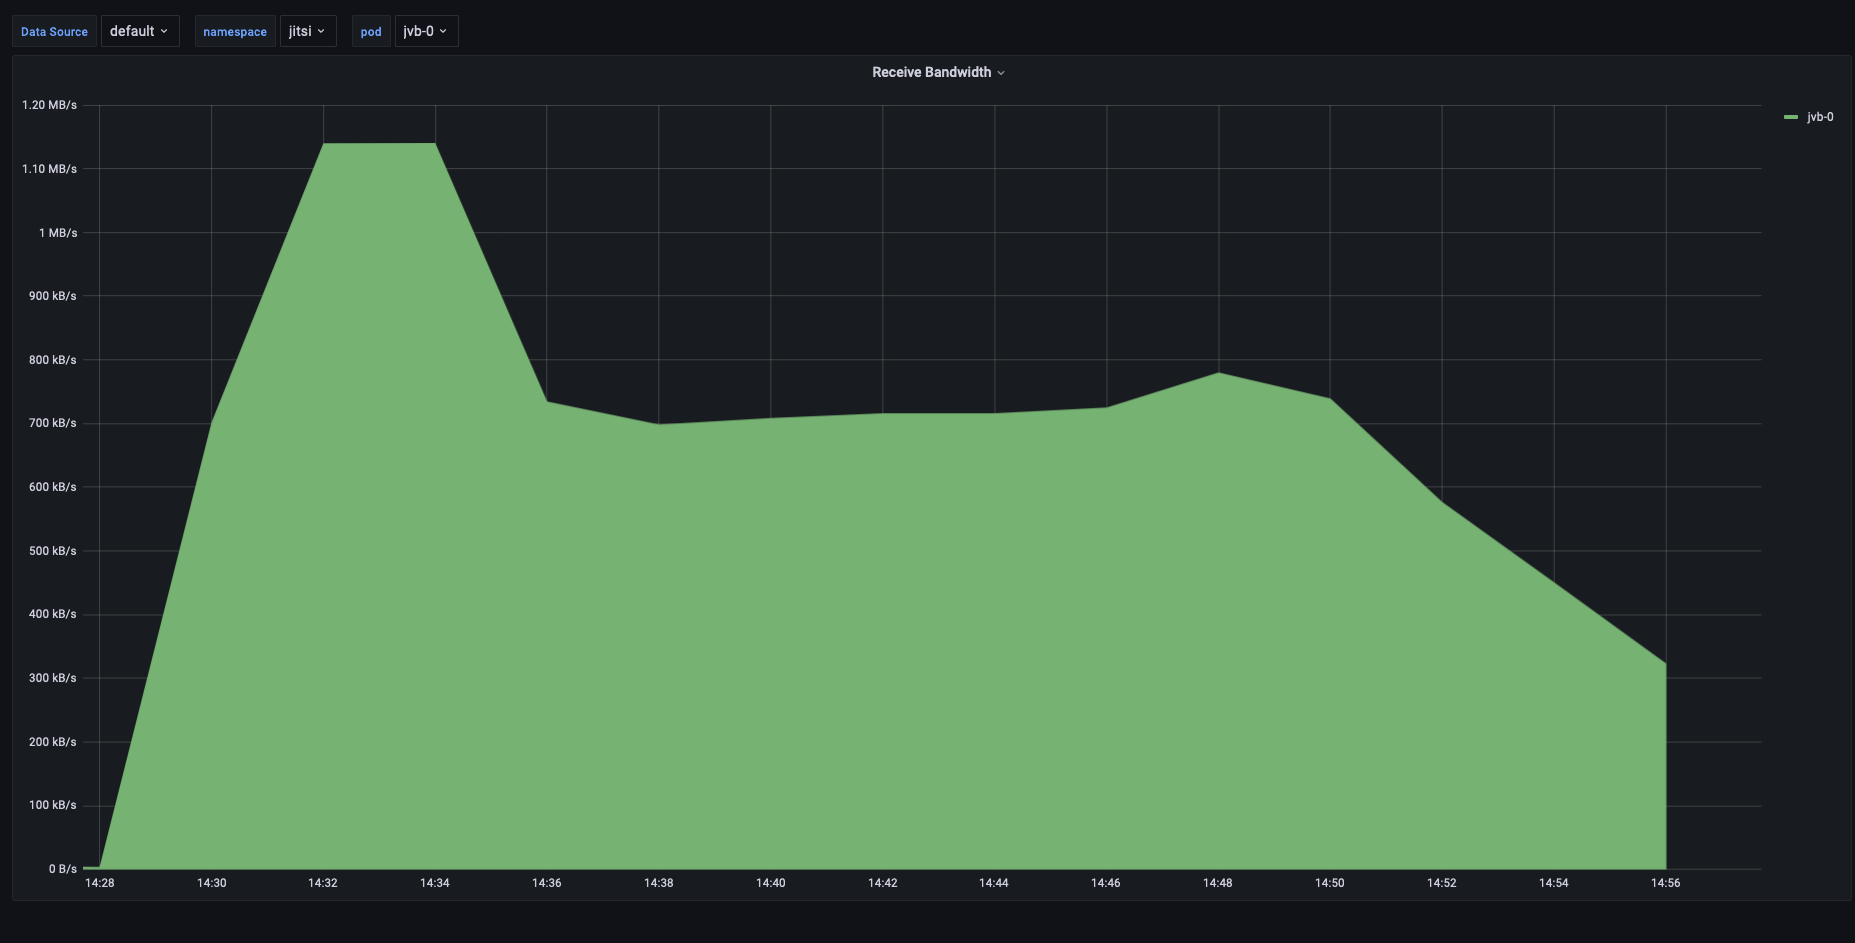 Data Source default namespace jitsi pod jvb-0
Receive Bandwidth
1.20 MB/s
jvb-0
1.10 MB/s
1 MB/s
900 kB/s
800 kB/s
700 kB/s
600 kB/s
500 kB/s
400 kB/s
300 kB/s
200 kB/s
100 kB/s
0 B/s
14:28 14:30 14:32 14:34 14:36 14:38 14:40 14:42 14:44 14:46 14:48 14:50 14:52 14:54 14:56